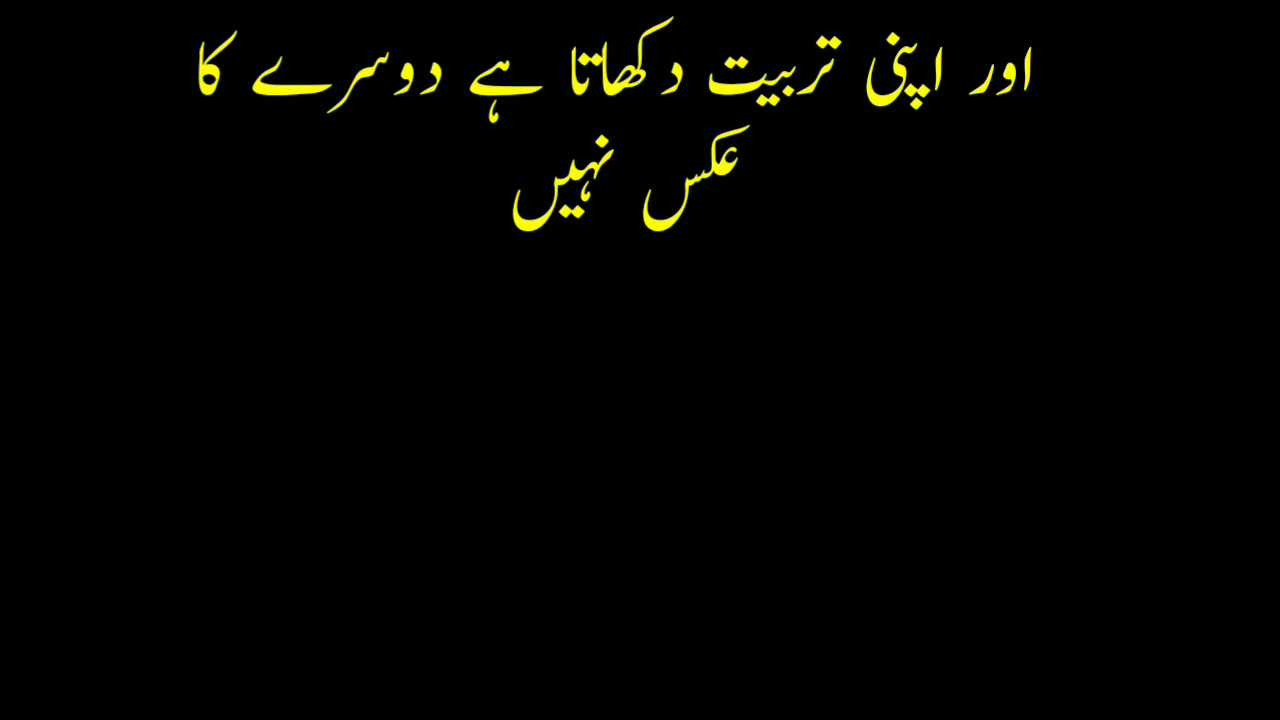 اور اپنی تربیت دکھاتا ہے دوسرے کا
عکس نہیں